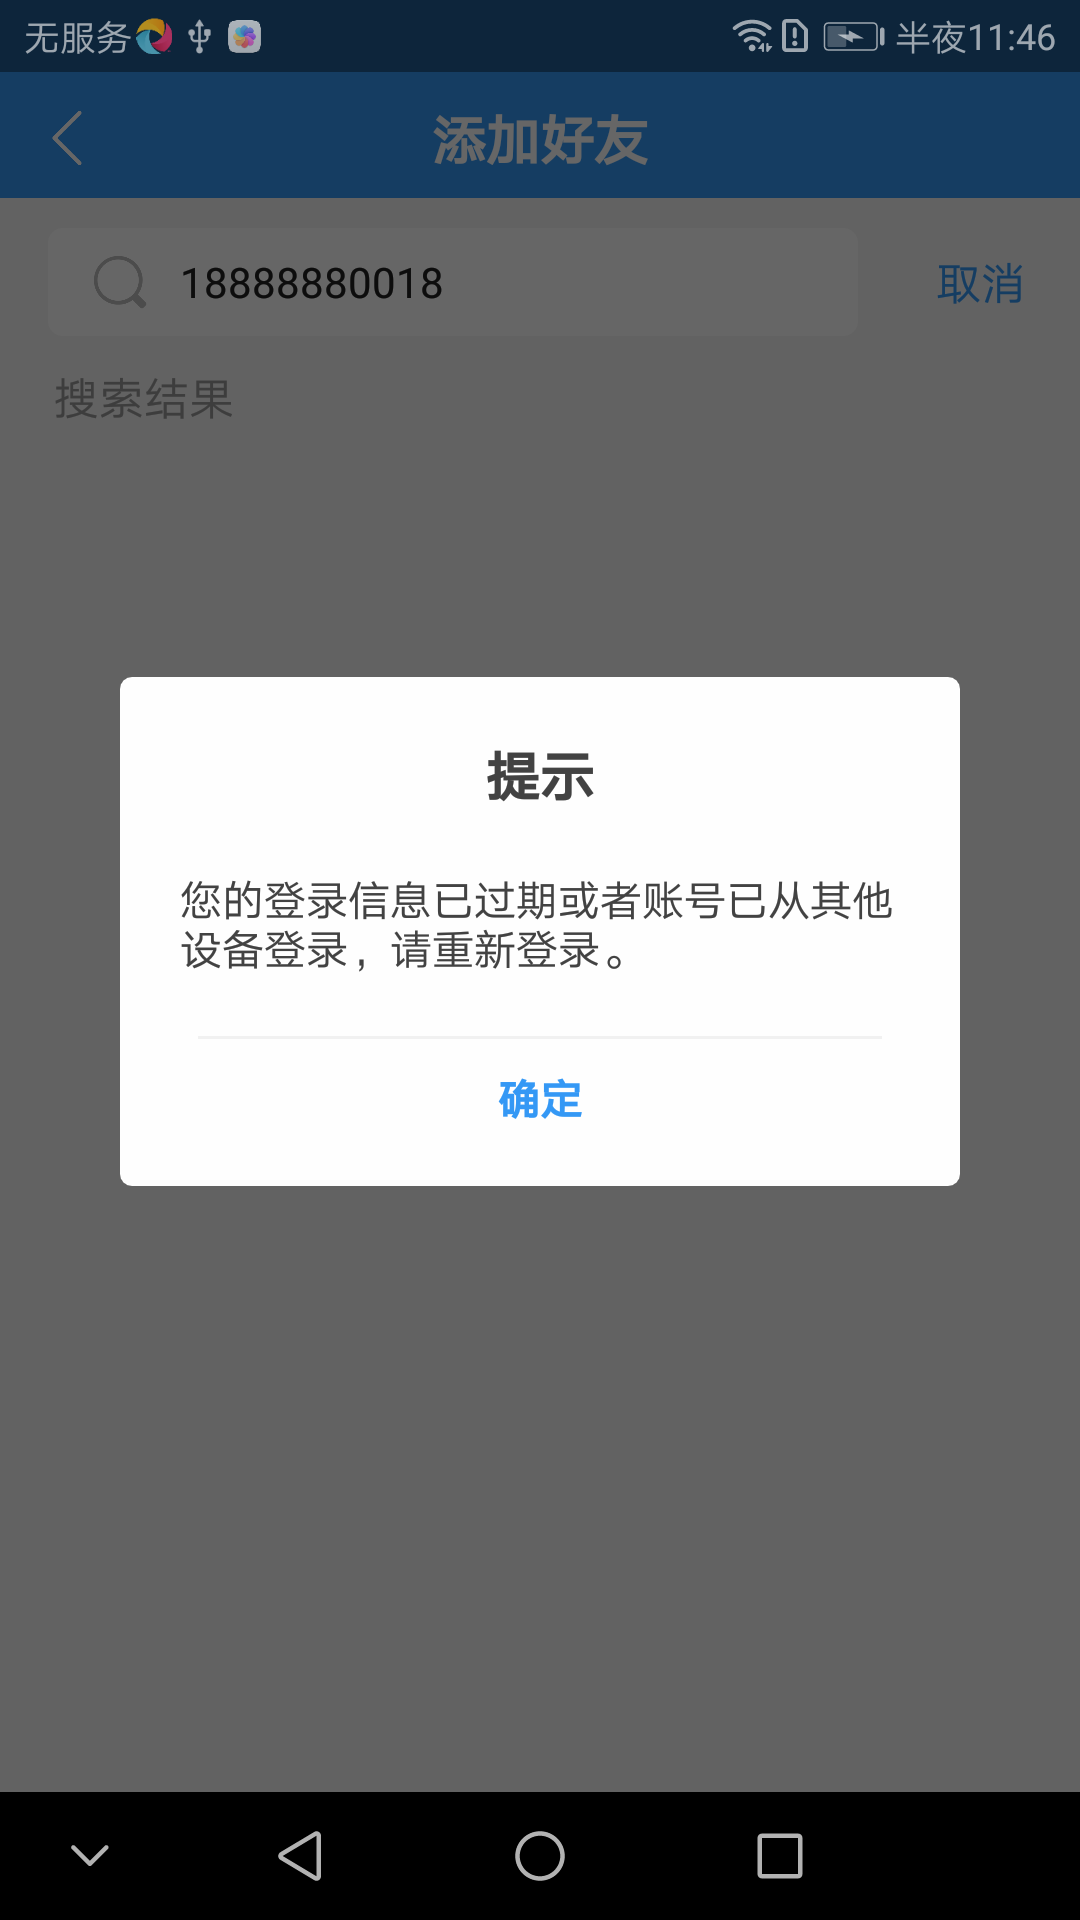 无服务
半夜11:46
添加好友
18888880018
取消
搜索结果
提示
您的登录信息已过期或者账号已从其他
设备登录，请重新登录。
确定